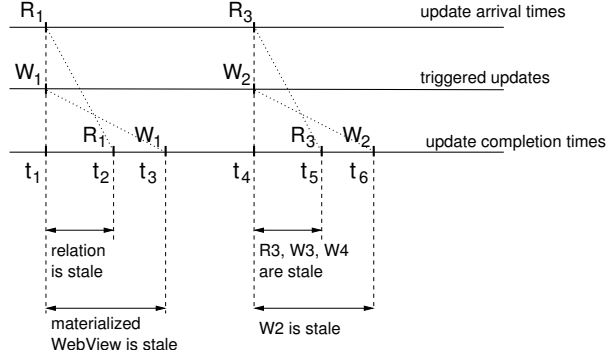 R1 R3 update arrival times
W1 W2 triggered updates
R1 W1 R3 W2 update completion times
t1 t2 t3 t4 t5 t6
relation
is stale
R3, W3, W4
are stale
materialized
WebView is stale
W2 is stale